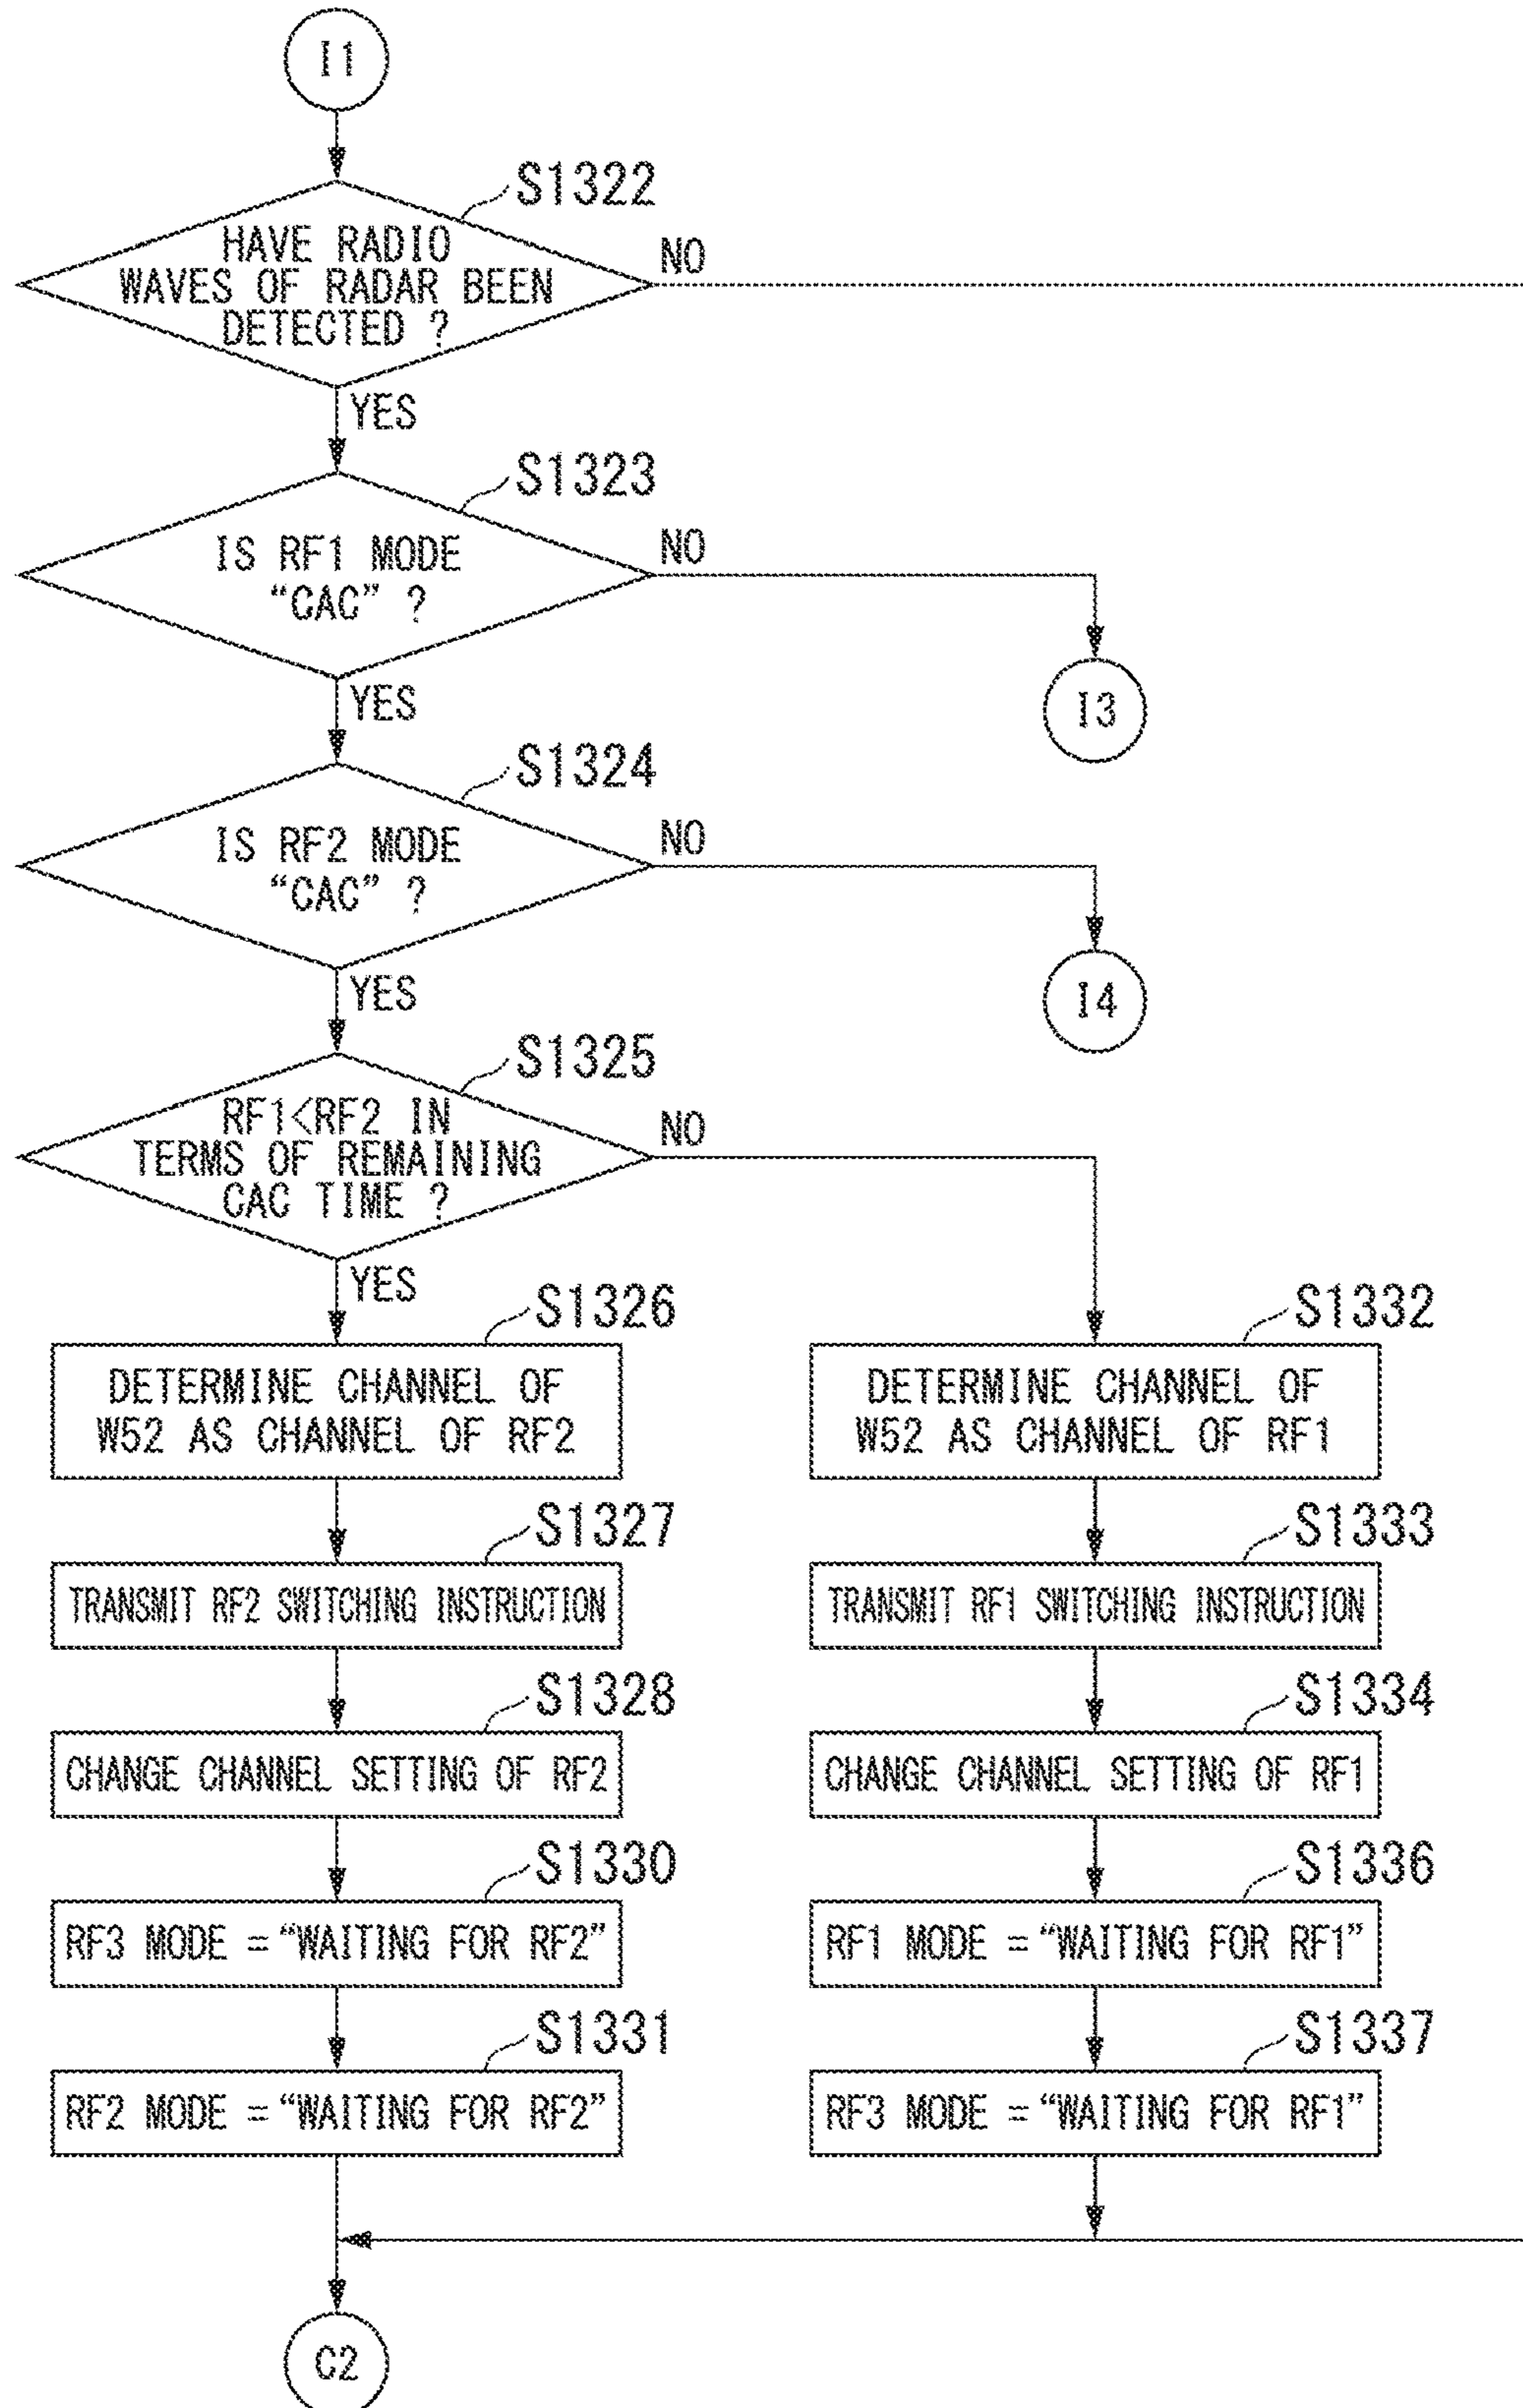 I1
S1322
HAVE RADIO
WAVES OF RADAR BEEN
DETECTED ?
NO
YES
S1323
IS RF1 MODE
“CAC” ?
NO
I3
YES
S1324
IS RF2 MODE
“CAC” ?
NO
I4
YES
S1325
RF1<RF2 IN
TERMS OF REMAINING
CAC TIME ?
NO
YES
S1326
DETERMINE CHANNEL OF
W52 AS CHANNEL OF RF2
S1327
TRANSMIT RF2 SWITCHING INSTRUCTION
S1328
CHANGE CHANNEL SETTING OF RF2
S1330
RF3 MODE =“WAITING FOR RF2”
S1331
RF2 MODE =“WAITING FOR RF2”
S1332
DETERMINE CHANNEL OF
W52 AS CHANNEL OF RF1
S1333
TRANSMIT RF1 SWITCHING INSTRUCTION
S1334
CHANGE CHANNEL SETTING OF RF1
S1336
RF1 MODE =“WAITING FOR RF1”
S1337
RF3 MODE =“WAITING FOR RF1”
C2